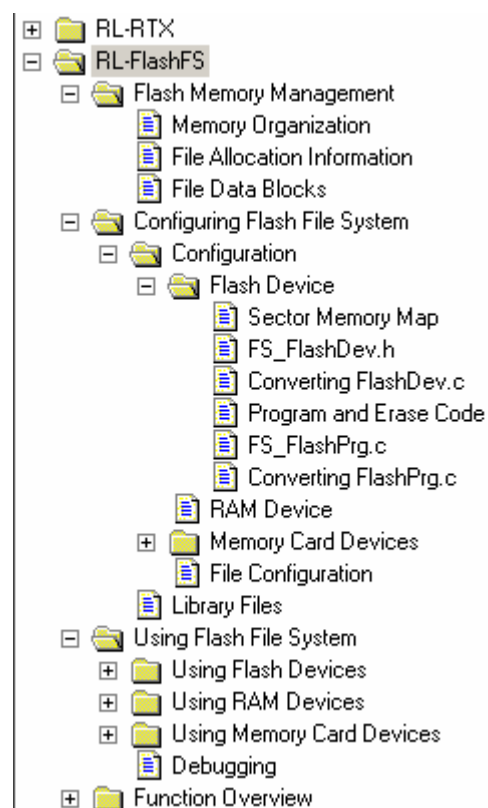 RL-RTX
RL-FlashFS
Flash Memory Management
Memory Organization
File Allocation Information
File Data Blocks
Configuring Flash File System
Configuration
Flash Device
Sector Memory Map
FS_FlashDev.h
Converting FlashDev.c
Program and Erase Code
FS_FlashPrg.c
Converting FlashPrg.c
RAM Device
Memory Card Devices
File Configuration
Library Files
Using Flash File System
Using Flash Devices
Using RAM Devices
Using Memory Card Devices
Debugging
Function Overview